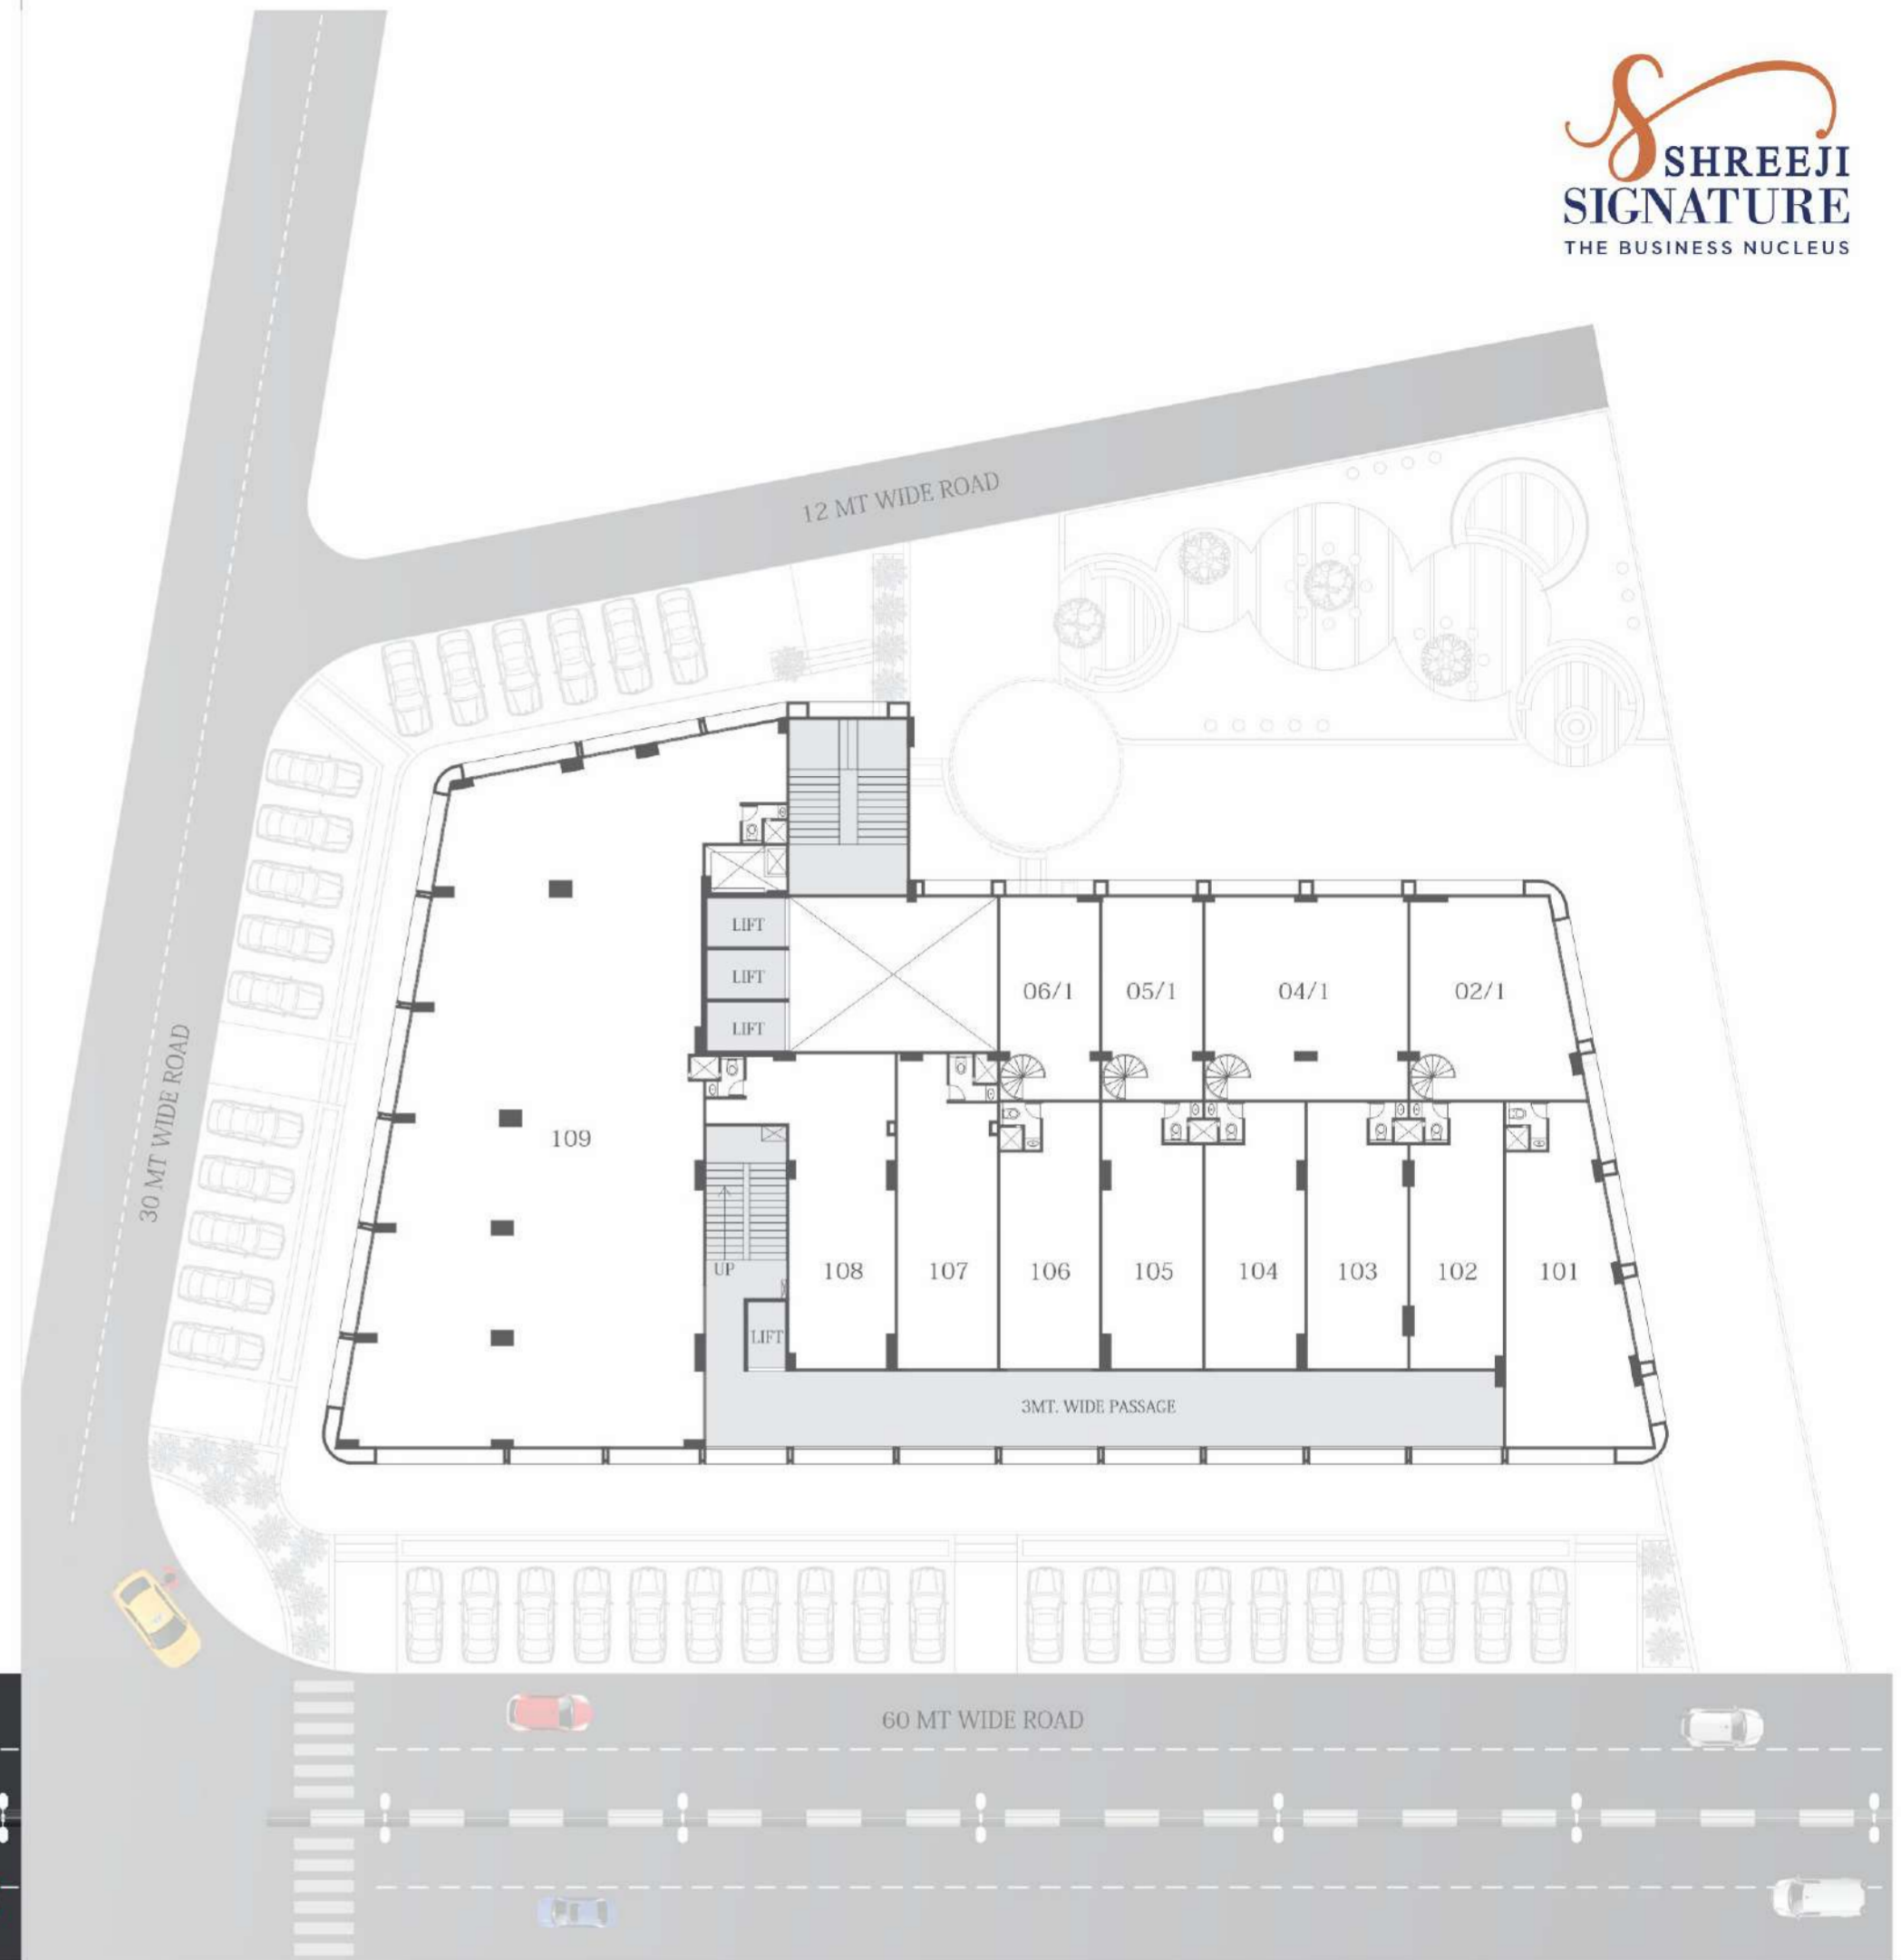 SHREEJI
SIGNATURE
THE BUSINESS NUCLEUS
12 MT WIDE ROAD
30 MT WIDE ROAD
LIFT
LIFT
LIFT
06/1
05/1
04/1
02/1
109
UP
LIFT
108
107
106
105
104
103
102
101
3MT. WIDE PASSAGE
60 MT WIDE ROAD